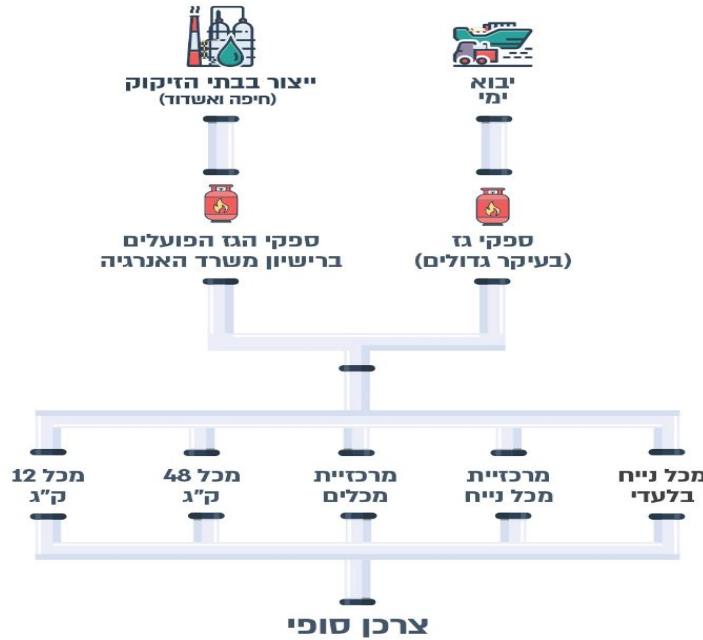 יבוא
ימי
ייצור בבתי הזיקוק
(חיפה ואשדוד)
ספקי גז
(בעיקר גדולים)
ספקי הגז הפועלים
ברישיון משרד האנרגיה
מכל נייח
בלעדי
מרכזיית
מכל נייח
מרכזיית
מכלים
מכל 48
ק"ג
מכל 12
ק"ג
צרכן סופי